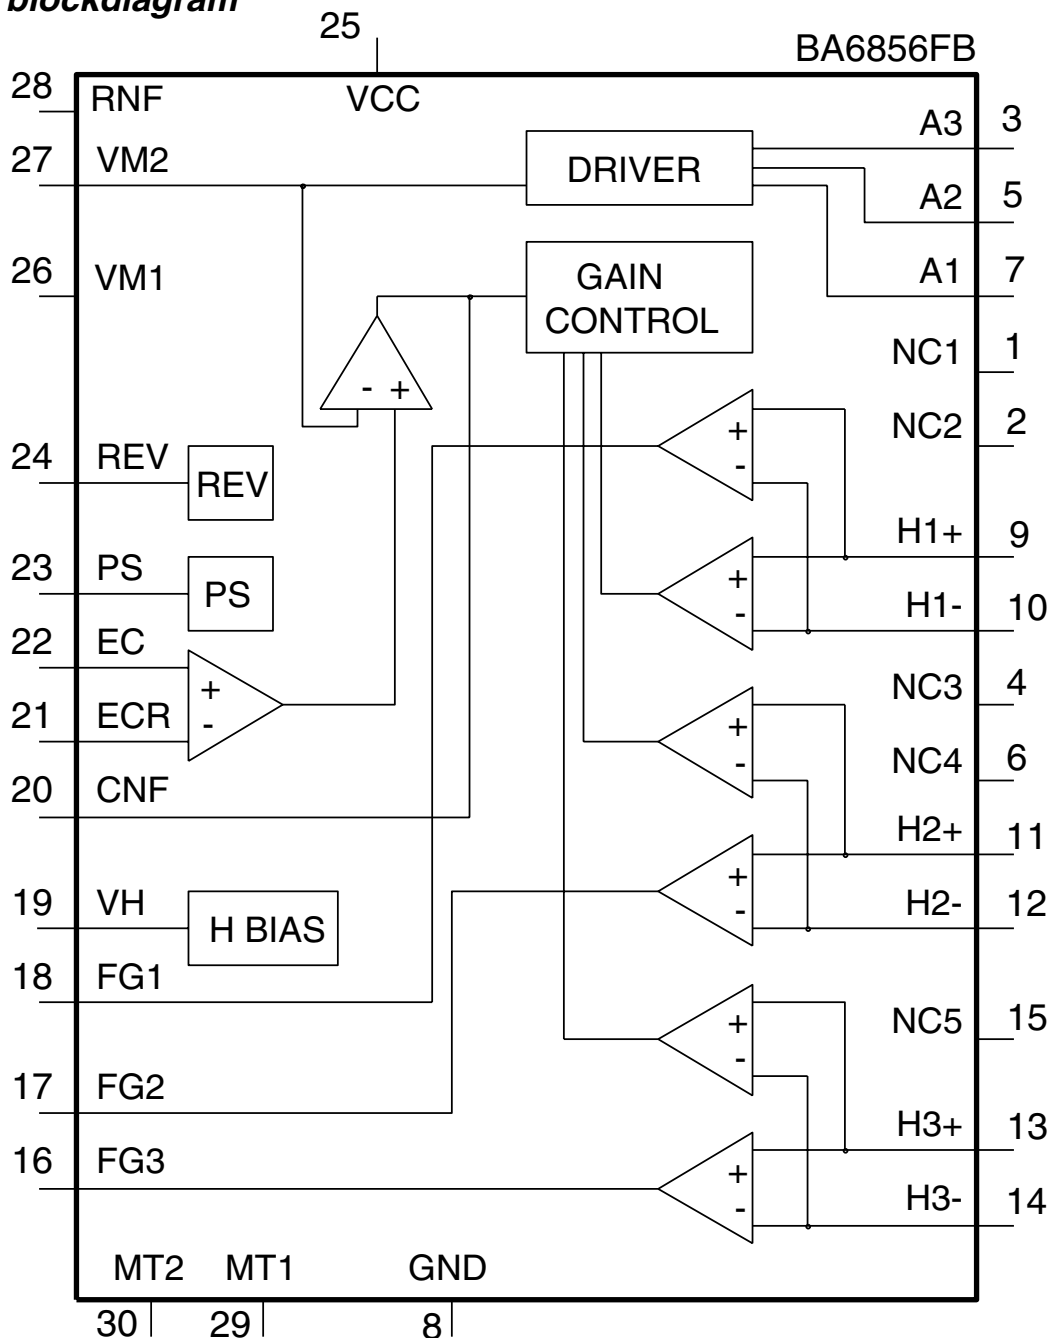 blockdiagram
25
BA6856FB
28
RNF
VCC
A3
3
27
VM2
DRIVER
A2
5
26
VM1
GAIN
CONTROL
A1
7
NC1
1
- +
NC2
2
+
-
24
REV
REV
H1+
9
23
PS
PS
+
-
H1-
10
22
EC
+
-
21
ECR
NC3
4
+
-
NC4
6
20
CNF
H2+
11
19
VH
H BIAS
+
-
H2-
12
18
FG1
NC5
15
+
-
17
FG2
H3+
13
16
FG3
+
-
H3-
14
MT2
MT1
GND
30
29
8